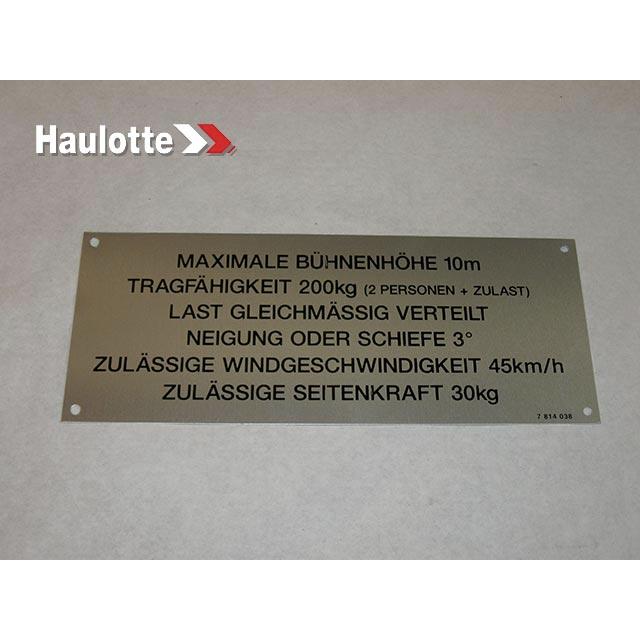 Haulotte
MAXIMALE BÜHNENHÖHE 10m
TRAGFÄHIGKEIT 200kg (2 PERSONEN + ZULAST)
LAST GLEICHMÄSSIG VERTEILT
NEIGUNG ODER SCHIEFE 3°
ZULÄSSIGE WINDGESCHWINDIGKEIT 45km/h
ZULÄSSIGE SEITENKRAFT 30kg
7 814 038